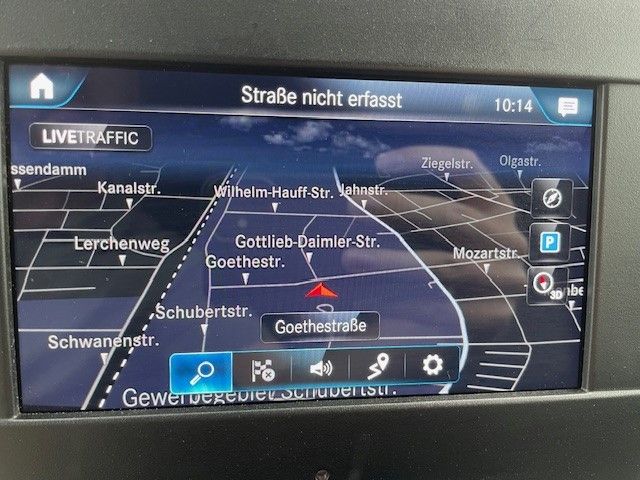 Straße nicht erfasst
10:14
LIVETRAFFIC
ssendamm
Kanalstr.
Wilhelm-Hauff-Str.
Jahnstr.
Ziegelstr.
Olgastr.
Lerchenweg
Gottlieb-Daimler-Str.
Goethestr.
Mozartstr.
P
3D
Schubertstr.
Goethestraße
Schwanenstr.
Gewerbegebiet Schubertstr.